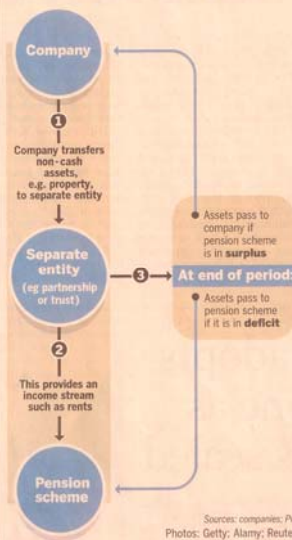 Company
1
Company transfers
non-cash
assets,
e.g. property,
to separate entity
Separate
entity
(eg partnership
or trust)
3
At end of period:
Assets pass to
company if
pension scheme
is in surplus
Assets pass to
pension scheme
if it is in deficit
2
This provides an
income stream
such as rents
Pension
scheme
Sources: companies;
Photos: Getty; Alamy;